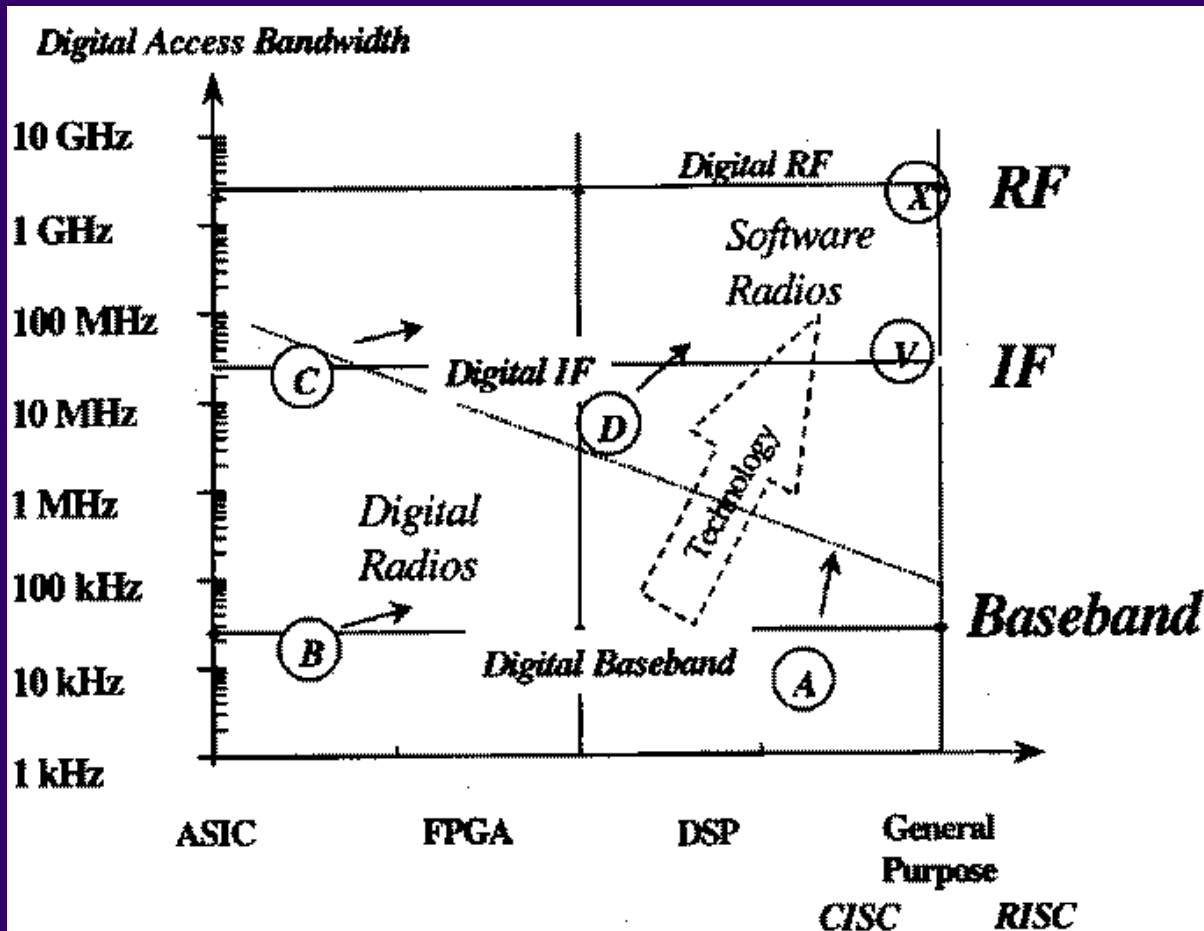 Digital Access Bandwidth
10 GHz
Digital RF
X
RF
1 GHz
Software
Radios
100 MHz
C
Digital IF
V
IF
10 MHz
D
Technology
1 MHz
Digital
Radios
100 kHz
Baseband
B
Digital Baseband
A
10 kHz
1 kHz
ASIC
FPGA
DSP
General
Purpose
CISC
RISC